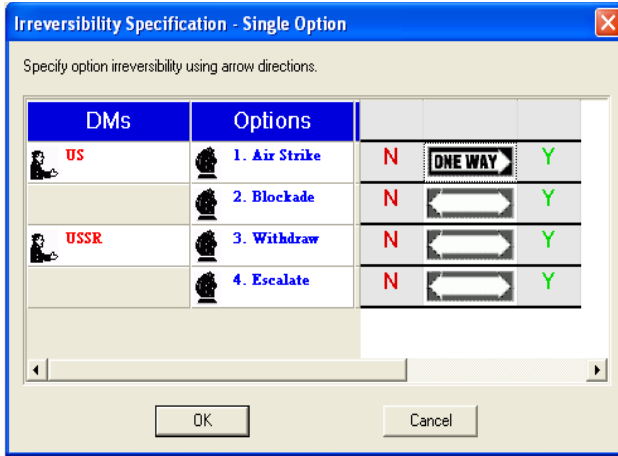 Irreversibility Specification - Single Option
Specify option irreversibility using arrow directions.
DMs Options
US 1. Air Strike N ONE WAY Y
2. Blockade N Y
USSR 3. Withdraw N Y
4. Escalate N Y
OK Cancel